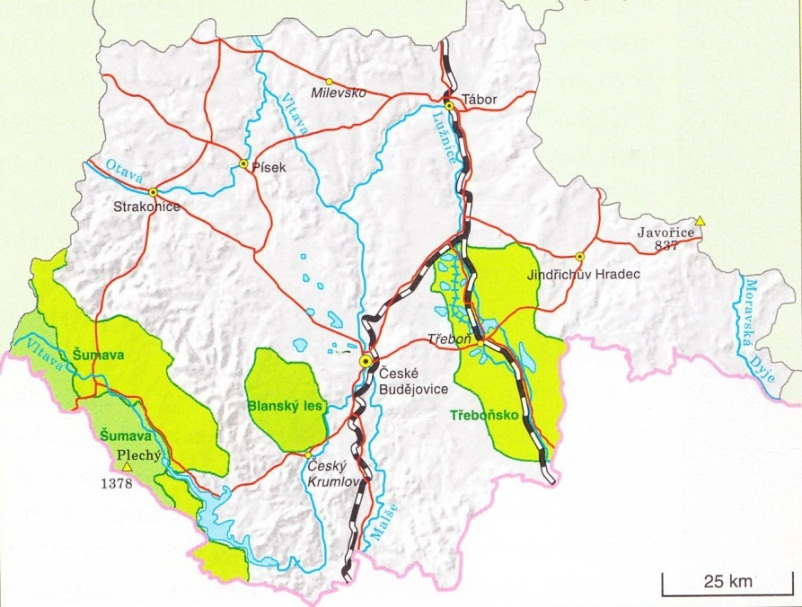 Milevsko
Vltava
Tábor
Lužnice
Otava
Písek
Strakonice
Javořice
837
Jindřichův Hradec
Moravská Dyje
Vltava
Šumava
Třeboň
České
Budějovice
Blanský les
Třeboňsko
Šumava
Plechý
1378
Český
Krumlov
Malše
25 km